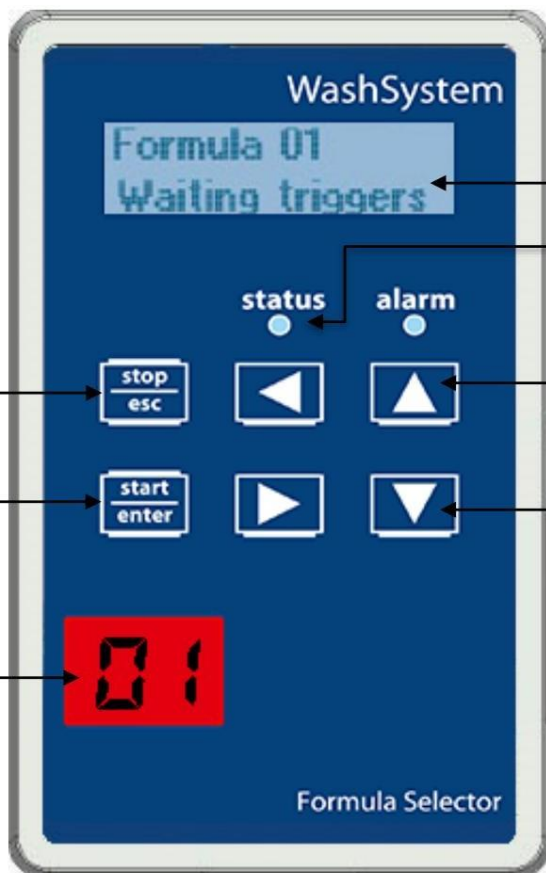 WashSystem
Formula 01
Waiting triggers
status alarm
stop
esc
start
enter
01
Formula Selector